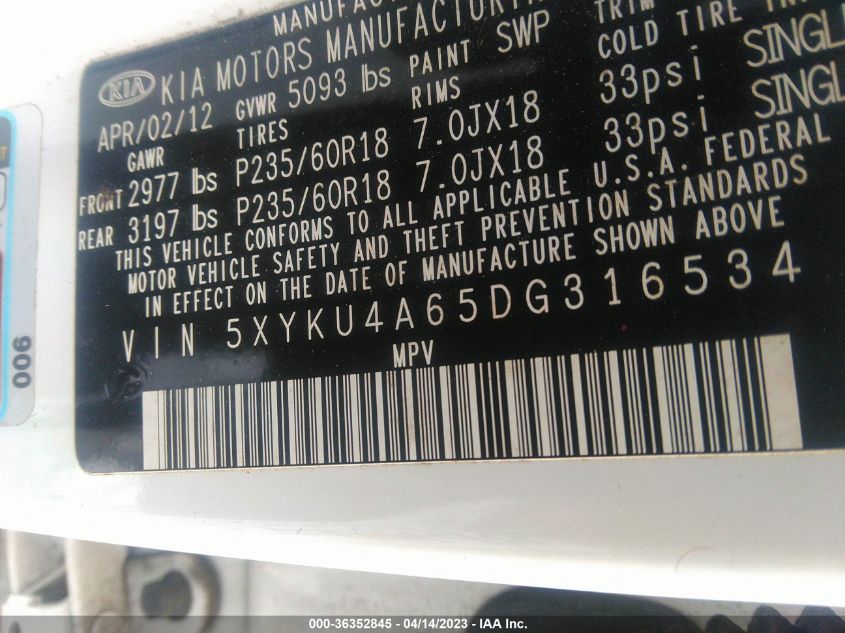 KIA
KIA MOTORS
APR/02/12 GVWR 5093 lbs PAINT SWP TRIM
GAWR TIRES RIMS COLD TIRE
FRONT 2977 lbs P235/60R18 7.0JX18 33psi
REAR 3197 lbs P235/60R18 7.0JX18 33psi
THIS VEHICLE CONFORMS TO ALL APPLICABLE U.S.A. FEDERAL
MOTOR VEHICLE SAFETY AND THEFT PREVENTION STANDARDS
IN EFFECT ON THE DATE OF MANUFACTURE SHOWN ABOVE
VIN 5XYKU4A65DG316534
MPV
006
000-36352845 - 04/14/2023 - IAA Inc.